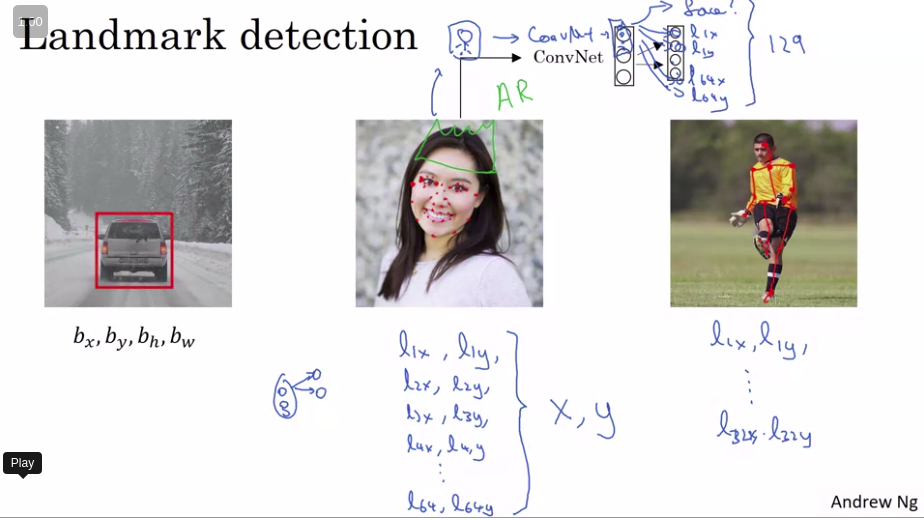 1.00
Landmark detection
→ ConvNet →
ConvNet
face?
l1x
l1y
l64x
l64y
129
AR
bx, by, bh, bw
l1x, l1y,
l2x, l2y,
l3x, l3y,
l4x, l4y
⋮
l64, l64y
x, y
l1x, l1y,
⋮
l32x, l32y
Play
Andrew Ng